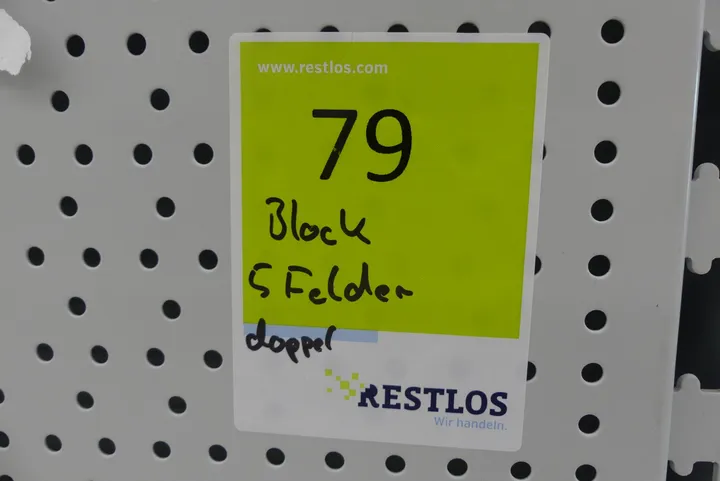 www.restlos.com
79
Block
5 Felder
doppel
RESTLOS
Wir handeln.